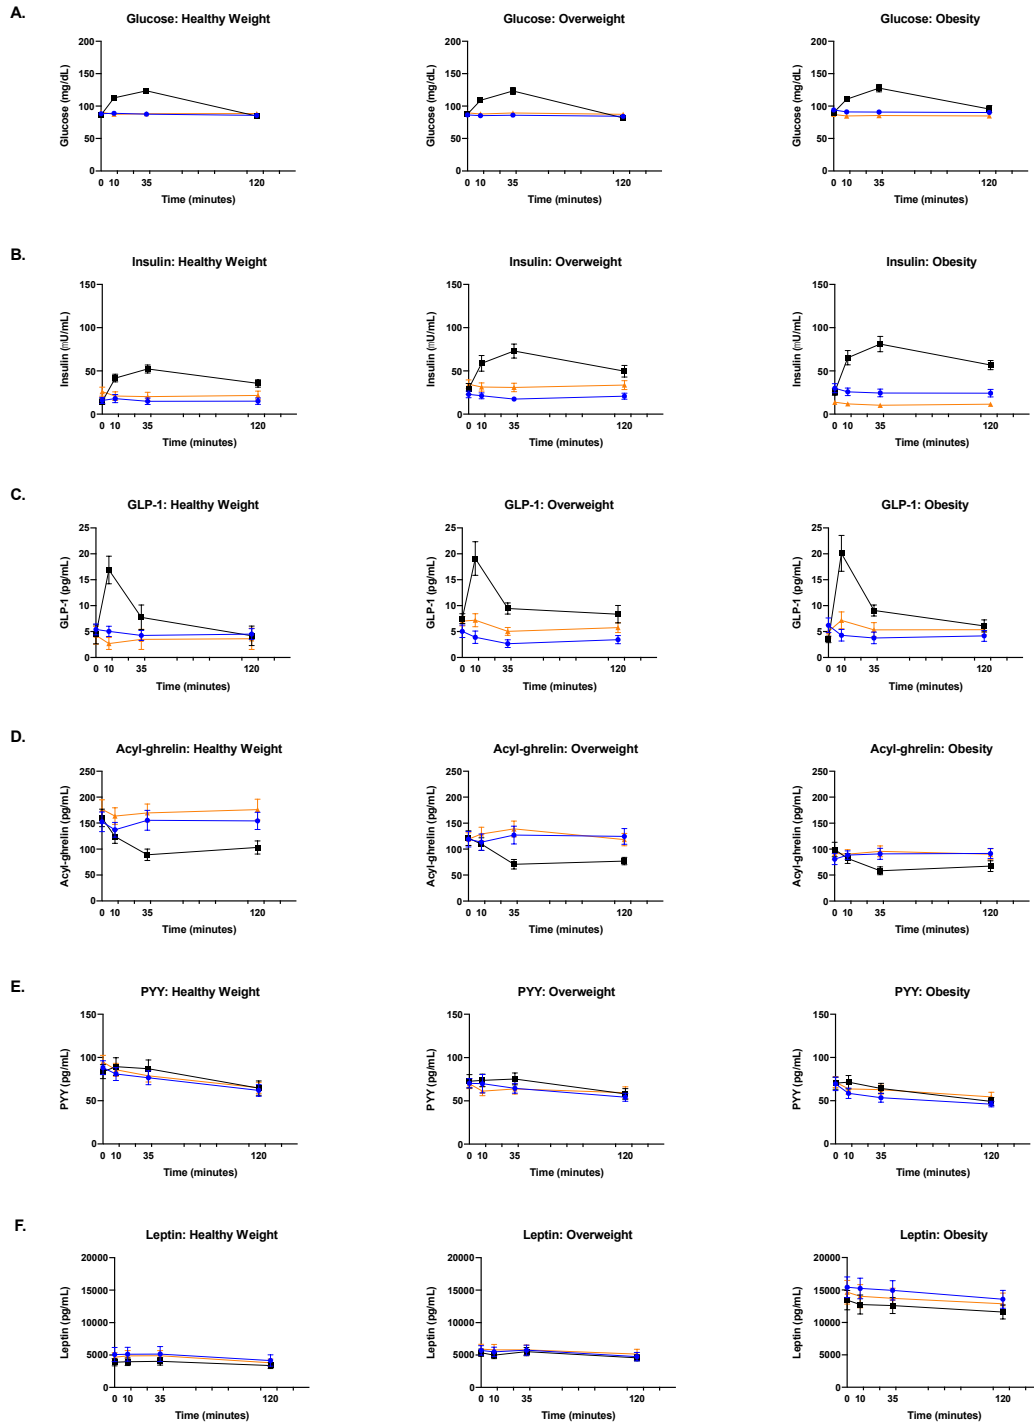 A.
Glucose: Healthy Weight
Glucose: Overweight
Glucose: Obesity
Glucose (mg/dL)
200
150
100
50
0
0 10 35 120
Time (minutes)
Glucose (mg/dL)
200
150
100
50
0
0 10 35 120
Time (minutes)
Glucose (mg/dL)
200
150
100
50
0
0 10 35 120
Time (minutes)
B.
Insulin: Healthy Weight
Insulin: Overweight
Insulin: Obesity
Insulin (mU/mL)
150
100
50
0
0 10 35 120
Time (minutes)
Insulin (mU/mL)
150
100
50
0
0 10 35 120
Time (minutes)
Insulin (mU/mL)
150
100
50
0
0 10 35 120
Time (minutes)
C.
GLP-1: Healthy Weight
GLP-1: Overweight
GLP-1: Obesity
GLP-1 (pg/mL)
25
20
15
10
5
0
0 10 35 120
Time (minutes)
GLP-1 (pg/mL)
25
20
15
10
5
0
0 10 35 120
Time (minutes)
GLP-1 (pg/mL)
25
20
15
10
5
0
0 10 35 120
Time (minutes)
D.
Acyl-ghrelin: Healthy Weight
Acyl-ghrelin: Overweight
Acyl-ghrelin: Obesity
Acyl-ghrelin (pg/mL)
250
200
150
100
50
0
0 10 35 120
Time (minutes)
Acyl-ghrelin (pg/mL)
250
200
150
100
50
0
0 10 35 120
Time (minutes)
Acyl-ghrelin (pg/mL)
250
200
150
100
50
0
0 10 35 120
Time (minutes)
E.
PYY: Healthy Weight
PYY: Overweight
PYY: Obesity
PYY (pg/mL)
150
100
50
0
0 10 35 120
Time (minutes)
PYY (pg/mL)
150
100
50
0
0 10 35 120
Time (minutes)
PYY (pg/mL)
150
100
50
0
0 10 35 120
Time (minutes)
F.
Leptin: Healthy Weight
Leptin: Overweight
Leptin: Obesity
Leptin (pg/mL)
20000
15000
10000
5000
0
0 10 35 120
Time (minutes)
Leptin (pg/mL)
20000
15000
10000
5000
0
0 10 35 120
Time (minutes)
Leptin (pg/mL)
20000
15000
10000
5000
0
0 10 35 120
Time (minutes)